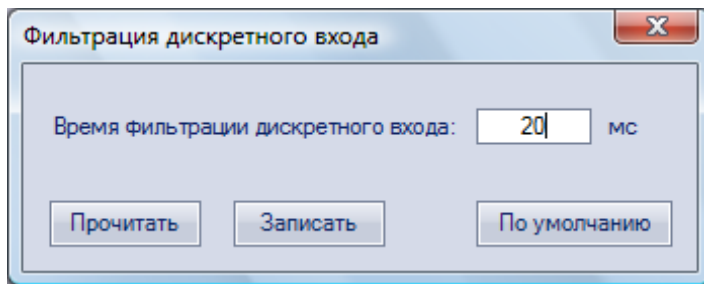 Фильтрация дискретного входа
Время фильтрации дискретного входа: 20 мс
Прочитать Записать По умолчанию